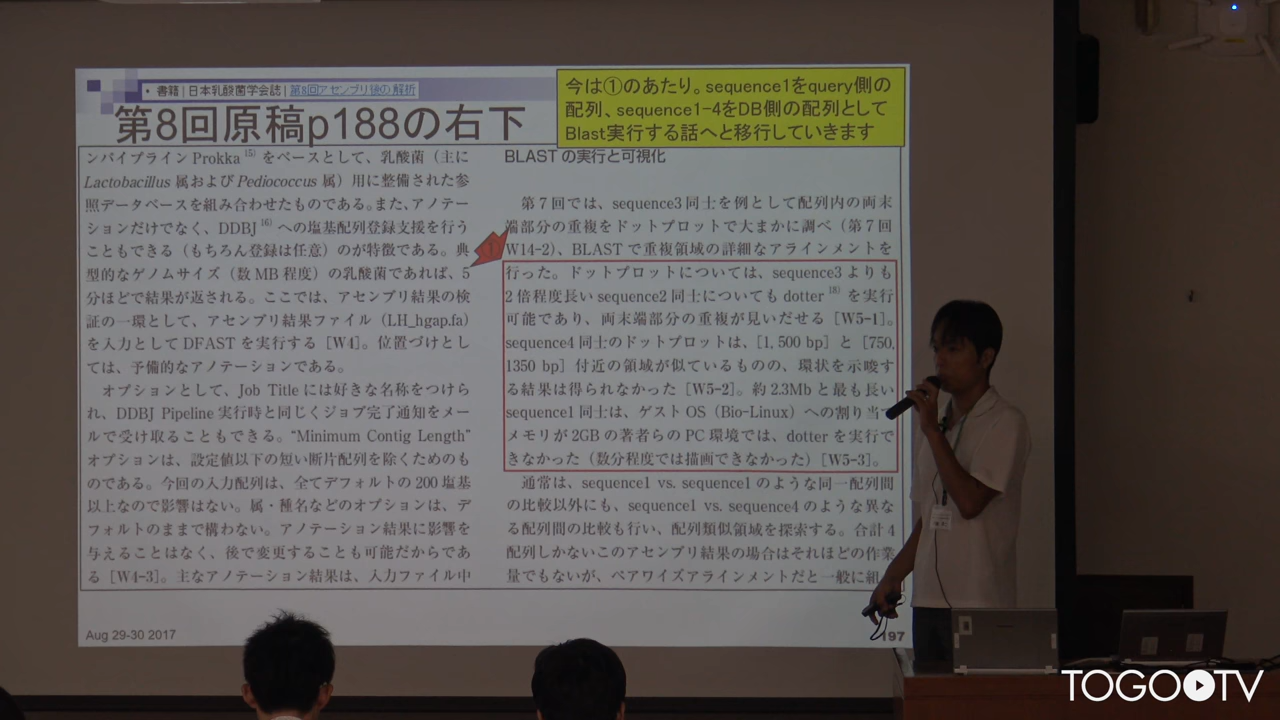 ・ 書籍 | 日本乳酸菌学会誌 | 第8回アセンブリ後の解析
第8回原稿p188の右下
今は①のあたり。sequence1をquery側の
配列、sequence1-4をDB側の配列として
Blast実行する話へと移行していきます
ンパイプライン Prokka 15) をベースとして、乳酸菌（主に
Lactobacillus 属および Pediococcus 属）用に整備された参
照データベースを組み合わせたものである。また、アノテー
ションだけでなく、DDBJ 16) への塩基配列登録支援を行う
こともできる（もちろん登録は任意）のが特徴である。典
型的なゲノムサイズ（数 MB 程度）の乳酸菌であれば、5
分ほどで結果が返される。ここでは、アセンブリ結果の検
証の一環として、アセンブリ結果ファイル（LH_hgap.fa）
を入力として DFAST を実行する［W4］。位置づけとし
ては、予備的なアノテーションである。
オプションとして、Job Title には好きな名称をつけら
れ、DDBJ Pipeline 実行時と同じくジョブ完了通知をメー
ルで受け取ることもできる。“Minimum Contig Length”
オプションは、設定値以下の短い断片配列を除くためのも
のである。今回の入力配列は、全てデフォルトの 200 塩基
以上なので影響はない。属・種名などのオプションは、デ
フォルトのままで構わない。アノテーション結果に影響を
与えることはなく、後で変更することも可能だからであ
る［W4-3］。主なアノテーション結果は、入力ファイル中
①
BLAST の実行と可視化
第 7 回では、sequence3 同士を例として配列内の両末
端部分の重複をドットプロットで大まかに調べ（第 7 回
W14-2）、BLAST で重複領域の詳細なアラインメントを
行った。ドットプロットについては、sequence3 よりも
2 倍程度長い sequence2 同士についても dotter 18) を実行
可能であり、両末端部分の重複が見いだせる［W5-1］。
sequence4 同士のドットプロットは、[1, 500 bp] と [750,
1350 bp] 付近の領域が似ているものの、環状を示唆す
る結果は得られなかった［W5-2］。約 2.3Mb と最も長い
sequence1 同士は、ゲスト OS（Bio-Linux）への割り当て
メモリが 2GB の著者らの PC 環境では、dotter を実行で
きなかった（数分程度では描画できなかった）［W5-3］。
通常は、sequence1 vs. sequence1 のような同一配列間
の比較以外にも、sequence1 vs. sequence4 のような異な
る配列間の比較も行い、配列類似領域を探索する。合計 4
配列しかないこのアセンブリ結果の場合はそれほどの作業
量でもないが、ペアワイズアラインメントだと一般に組
Aug 29-30 2017
197
TOGO TV